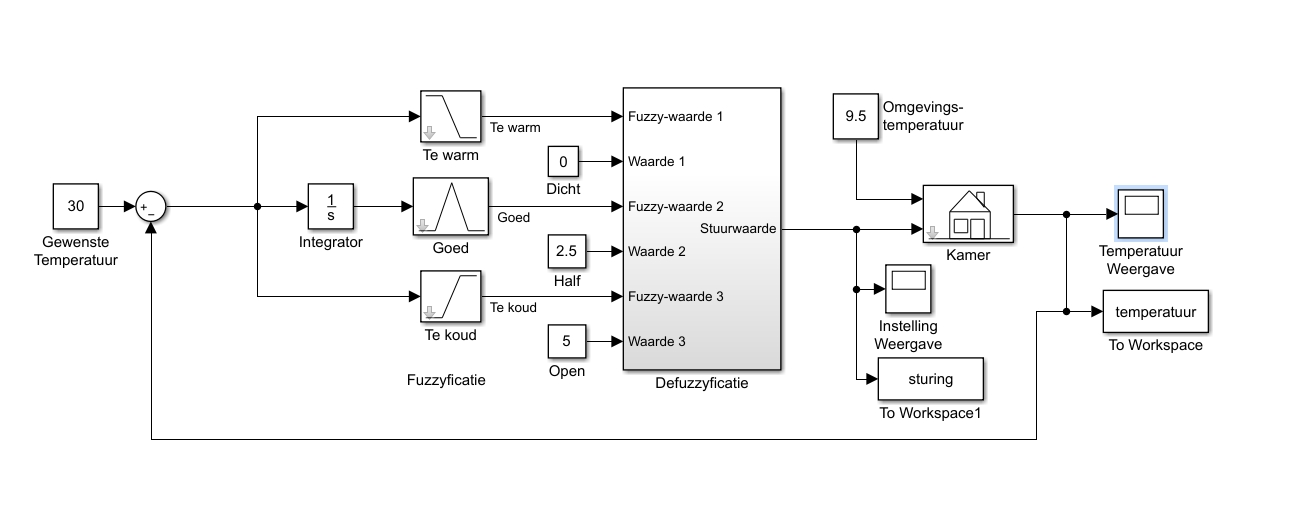 30
Gewenste
Temperatuur
+
−
1
s
Integrator
Te warm
Te warm
Goed
Goed
Te koud
Te koud
Fuzzyficatie
0
Dicht
2.5
Half
5
Open
Fuzzy-waarde 1
Waarde 1
Fuzzy-waarde 2
Stuurwaarde
Waarde 2
Fuzzy-waarde 3
Waarde 3
Defuzzyficatie
9.5
Omgevings-
temperatuur
Kamer
Instelling
Weergave
sturing
To Workspace1
Temperatuur
Weergave
temperatuur
To Workspace